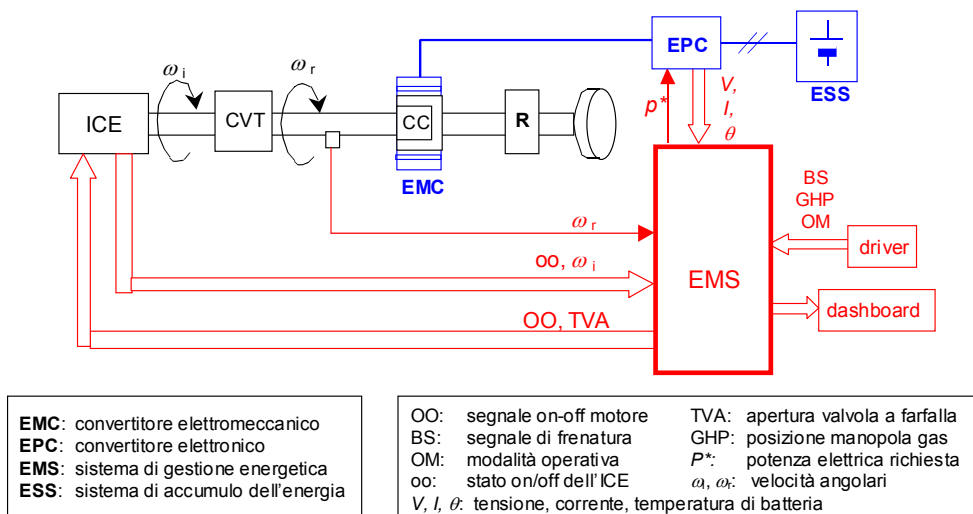 EPC
ESS
ω i
ω r
p*
V,
I,
θ
ICE
CVT
CC
R
EMC
BS
GHP
OM
ω r
driver
oo, ω i
EMS
dashboard
OO, TVA
EMC: convertitore elettromeccanico
EPC: convertitore elettronico
EMS: sistema di gestione energetica
ESS: sistema di accumulo dell'energia
OO: segnale on-off motore TVA: apertura valvola a farfalla
BS: segnale di frenatura GHP: posizione manopola gas
OM: modalità operativa P*: potenza elettrica richiesta
oo: stato on/off dell'ICE ωi, ωr: velocità angolari
V, I, θ: tensione, corrente, temperatura di batteria